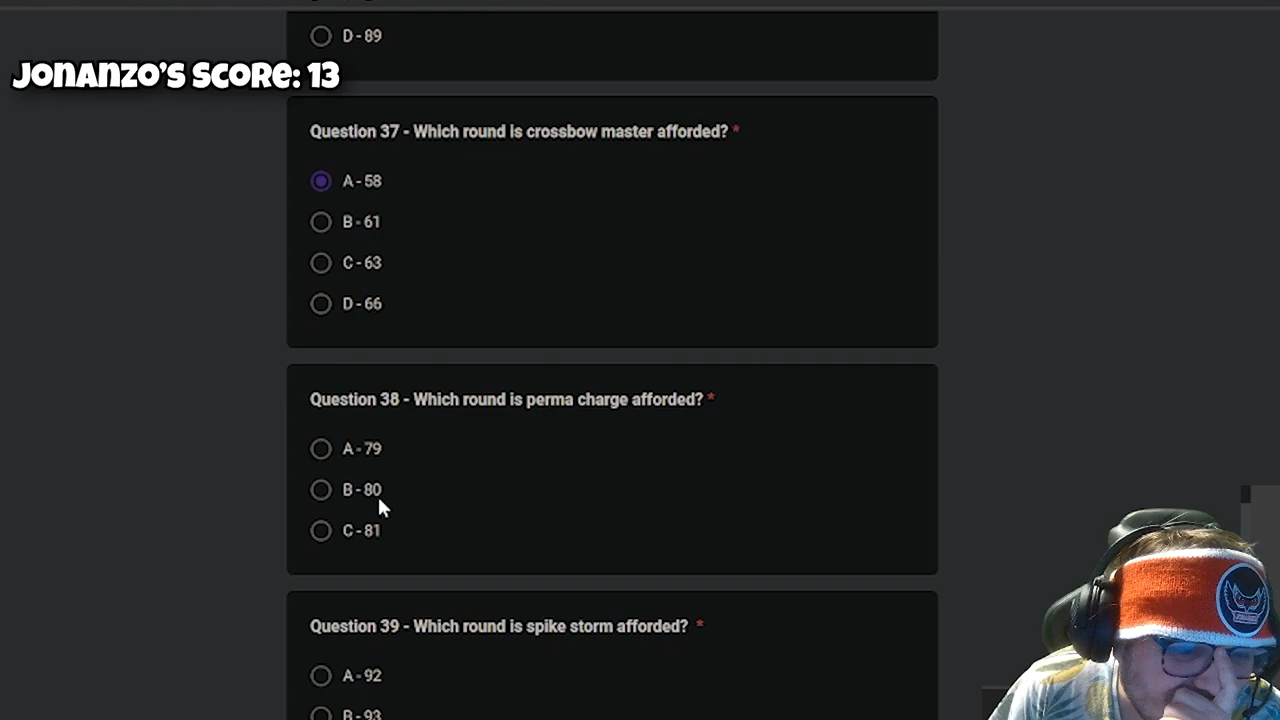 D - 89
Jonanzo's Score: 13
Question 37 - Which round is crossbow master afforded? *
A - 58
B - 61
C - 63
D - 66
Question 38 - Which round is perma charge afforded? *
A - 79
B - 80
C - 81
Question 39 - Which round is spike storm afforded? *
A - 92
B - 93